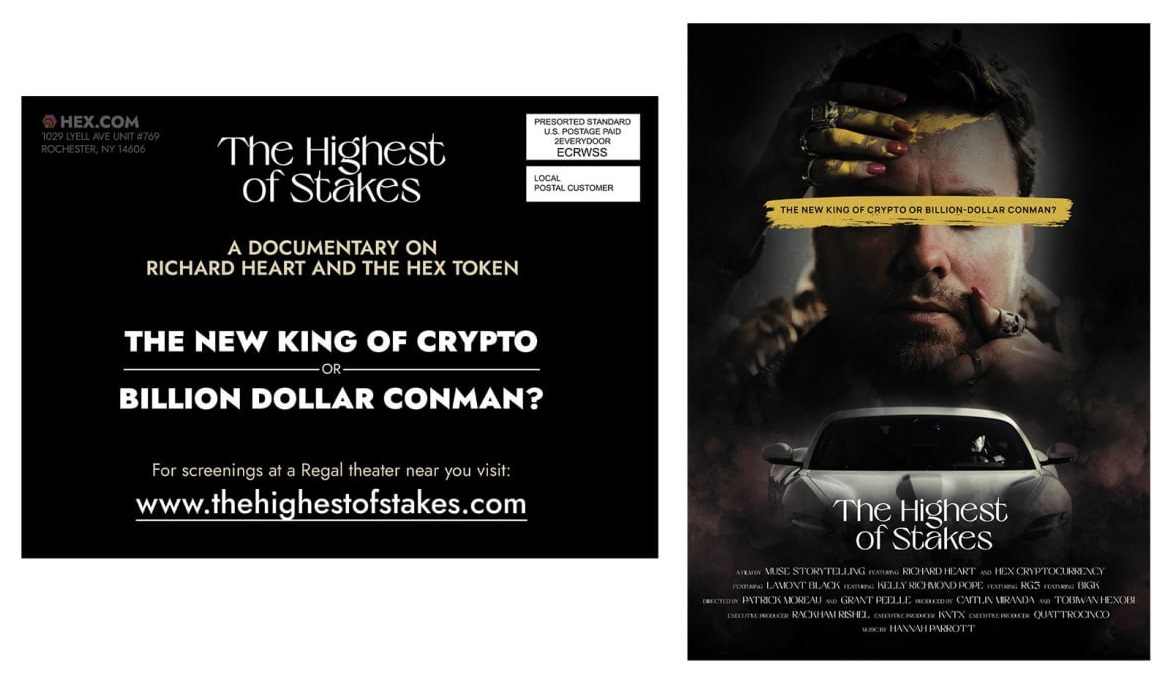 HEX.COM
1029 LYELL AVE UNIT #769
ROCHESTER, NY 14606
The Highest
of Stakes
PRESORTED STANDARD
U.S. POSTAGE PAID
2EVERYDOOR
ECRWSS
LOCAL
POSTAL CUSTOMER
A DOCUMENTARY ON
RICHARD HEART AND THE HEX TOKEN
THE NEW KING OF CRYPTO
OR
BILLION DOLLAR CONMAN?
For screenings at a Regal theater near you visit:
www.thehighestofstakes.com
THE NEW KING OF CRYPTO OR BILLION-DOLLAR CONMAN?
The Highest
of Stakes
A FILM BY MUSE STORYTELLING FEATURING RICHARD HEART AND HEX CRYPTOCURRENCY
FEATURING LAMONT BLACK FEATURING KELLY RICHMOND POPE FEATURING RG3 FEATURING BIGK
DIRECTED BY PATRICK MOREAU AND GRANT PEELLE PRODUCED BY CAITLIN MIRANDA AND TOBIWAN HEXOBI
EXECUTIVE PRODUCER RACKHAM RISHEL EXECUTIVE PRODUCER KNTX EXECUTIVE PRODUCER QUATTROCINCO
MUSIC BY HANNAH PARROTT